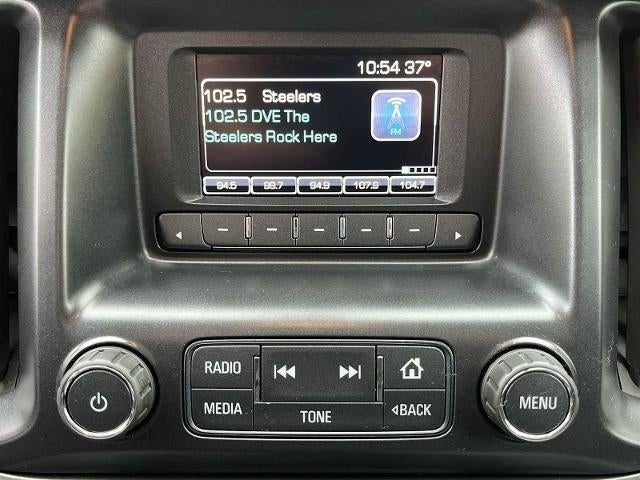 10:54 37°
102.5 Steelers
102.5 DVE The
Steelers Rock Here
FM
94.5 96.7 94.9 107.9 104.7
RADIO
MEDIA
TONE
BACK
MENU